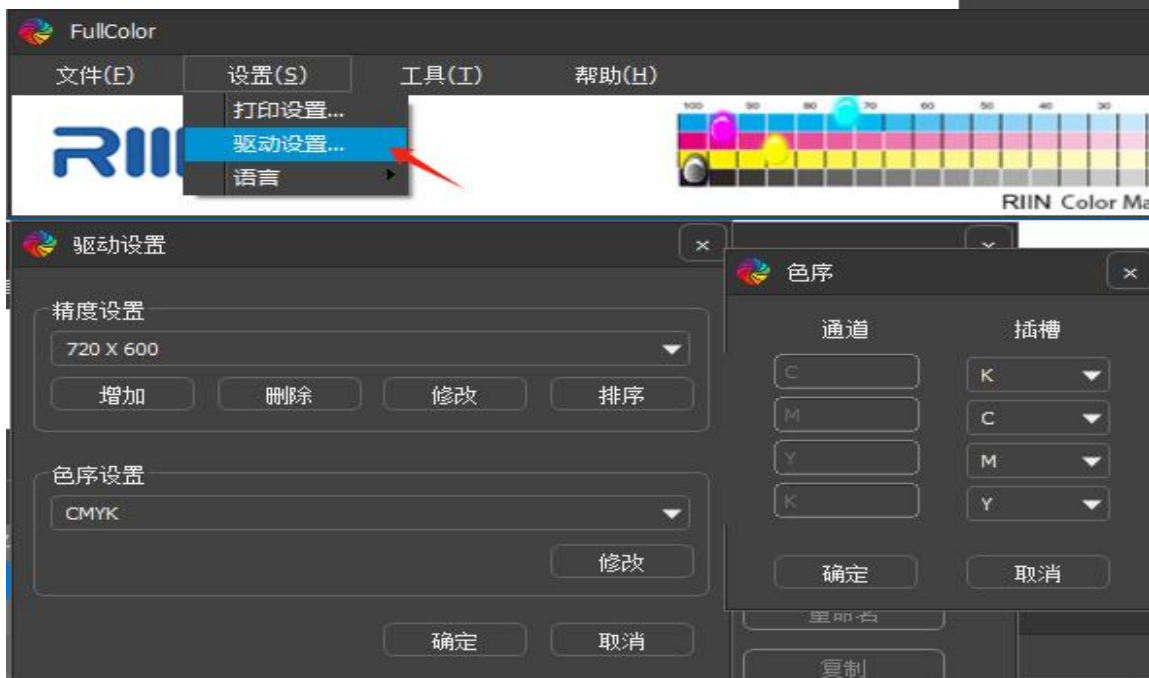 FullColor
文件(F) 设置(S) 工具(T) 帮助(H)
打印设置...
驱动设置...
语言
RIIN
100 90 80 70 60 50 40 30
RIIN Color Ma
驱动设置
精度设置
720 X 600
增加 删除 修改 排序
色序设置
CMYK
修改
确定 取消
色序
通道 插槽
C K
M C
Y M
K Y
确定 取消
重命名
复制